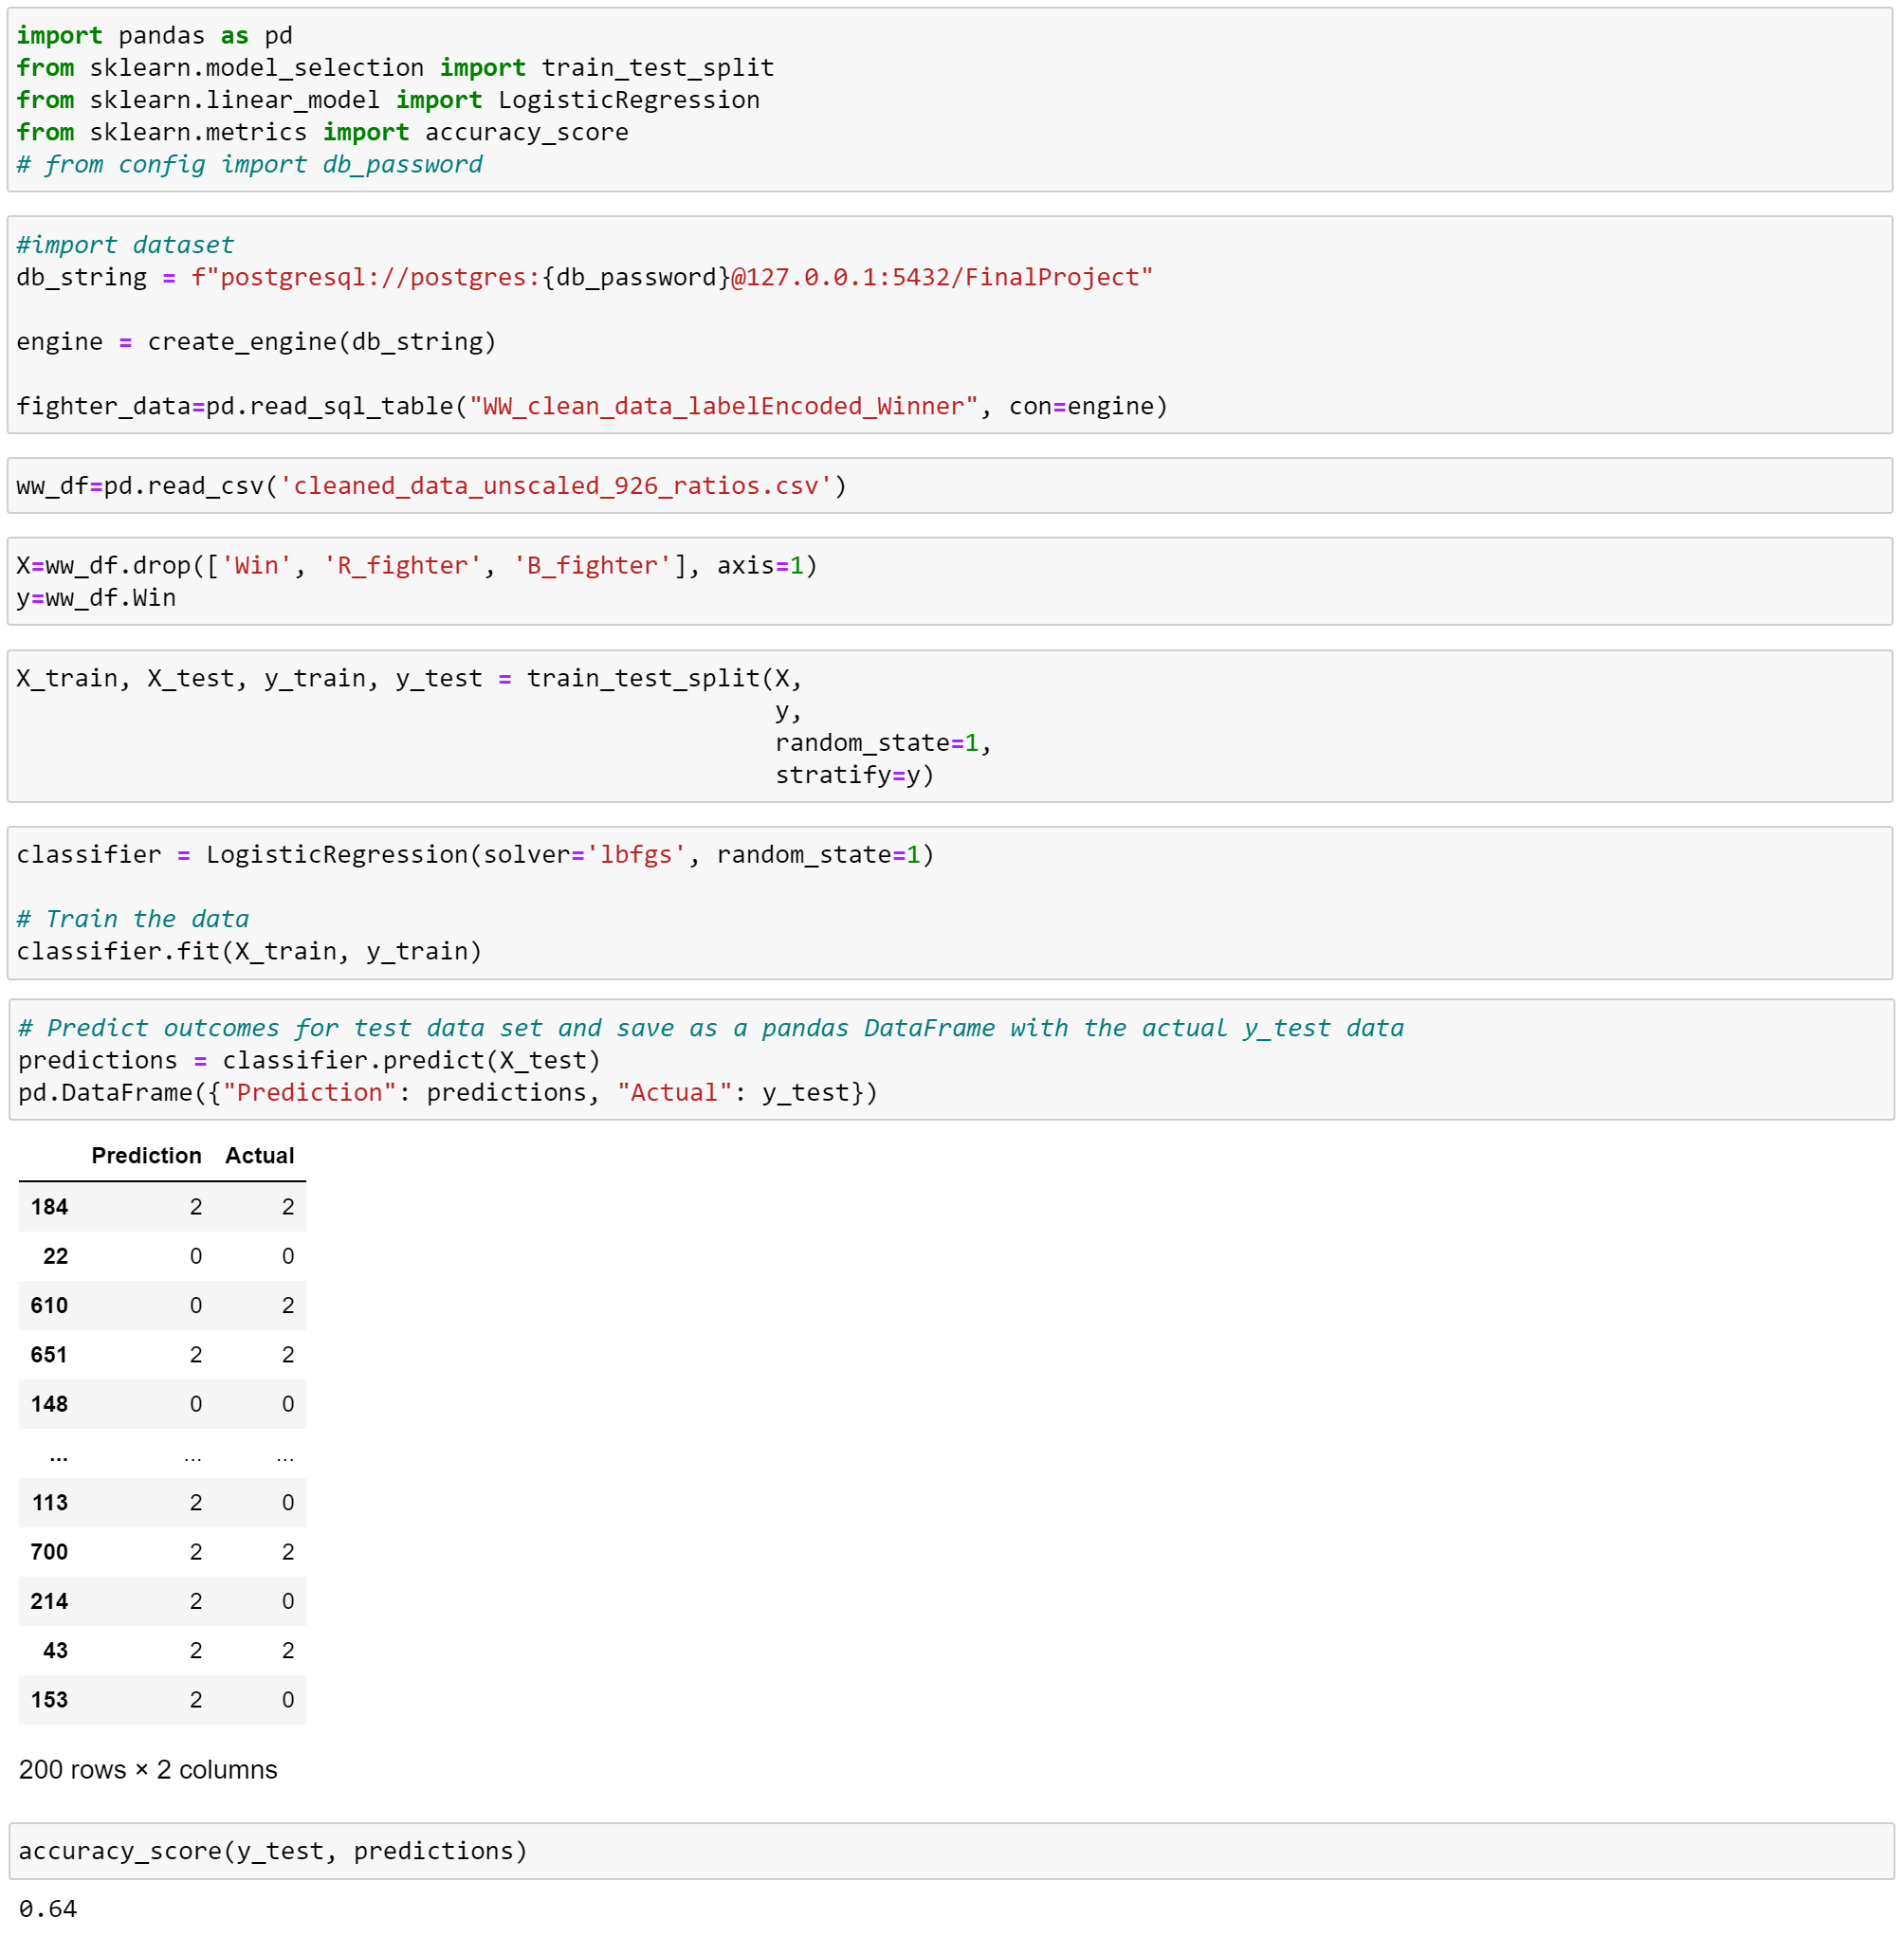 import pandas as pd
from sklearn.model_selection import train_test_split
from sklearn.linear_model import LogisticRegression
from sklearn.metrics import accuracy_score
# from config import db_password
#import dataset
db_string = f"postgresql://postgres:{db_password}@127.0.0.1:5432/FinalProject"
engine = create_engine(db_string)
fighter_data=pd.read_sql_table("WW_clean_data_labelEncoded_Winner", con=engine)
ww_df=pd.read_csv('cleaned_data_unscaled_926_ratios.csv')
X=ww_df.drop(['Win', 'R_fighter', 'B_fighter'], axis=1)
y=ww_df.Win
X_train, X_test, y_train, y_test = train_test_split(X,
y,
random_state=1,
stratify=y)
classifier = LogisticRegression(solver='lbfgs', random_state=1)
# Train the data
classifier.fit(X_train, y_train)
# Predict outcomes for test data set and save as a pandas DataFrame with the actual y_test data
predictions = classifier.predict(X_test)
pd.DataFrame({"Prediction": predictions, "Actual": y_test})
Prediction Actual
184 2 2
22 0 0
610 0 2
651 2 2
148 0 0
... ... ...
113 2 0
700 2 2
214 2 0
43 2 2
153 2 0
200 rows × 2 columns
accuracy_score(y_test, predictions)
0.64